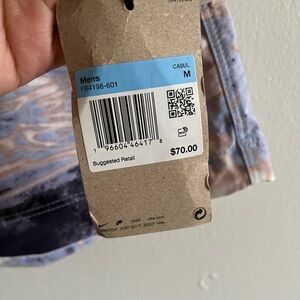 Mens
FB4198-601
CASUL
M
1 96604 46417 8
Suggested Retail
$70.00